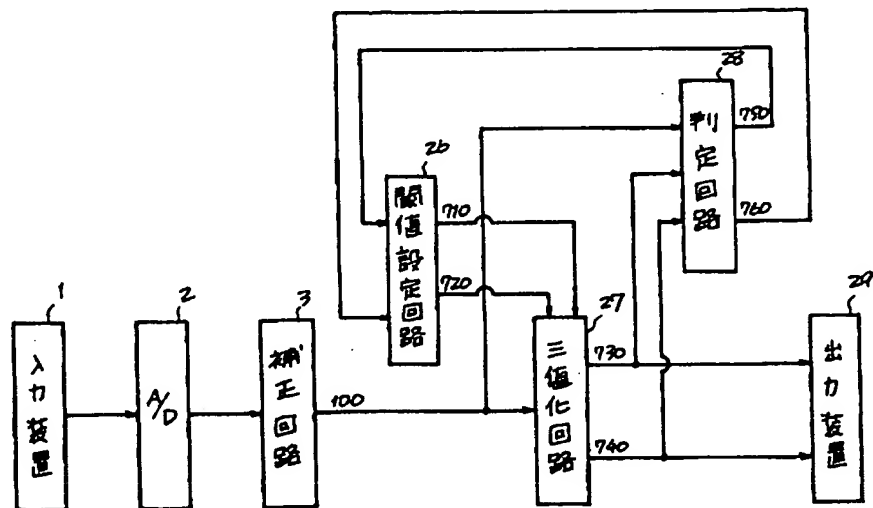 28
判定回路
750
760
26
閾値設定回路
710
720
1
入力装置
2
A/D
3
補正回路
100
27
三値化回路
730
740
29
出力装置